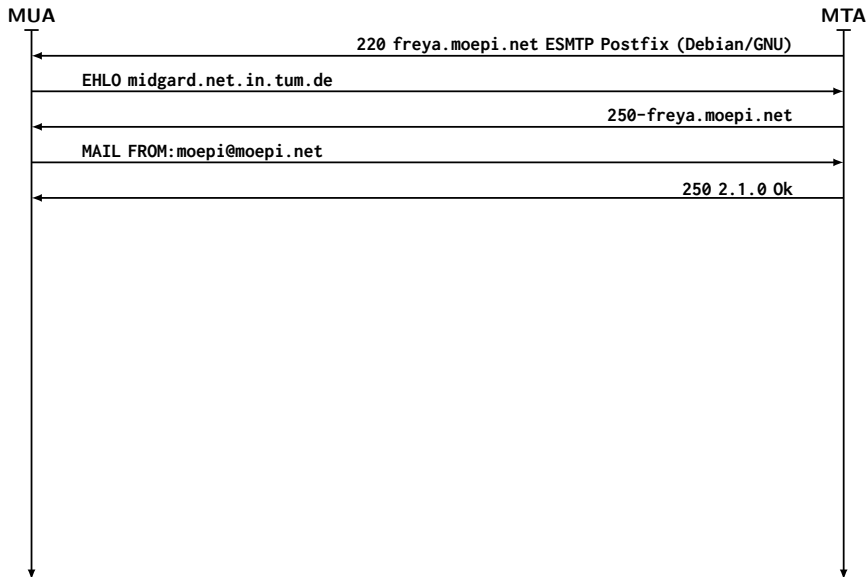 MUA
MTA
220 freya.moepi.net ESMTP Postfix (Debian/GNU)
EHLO midgard.net.in.tum.de
250-freya.moepi.net
MAIL FROM:moepi@moepi.net
250 2.1.0 Ok